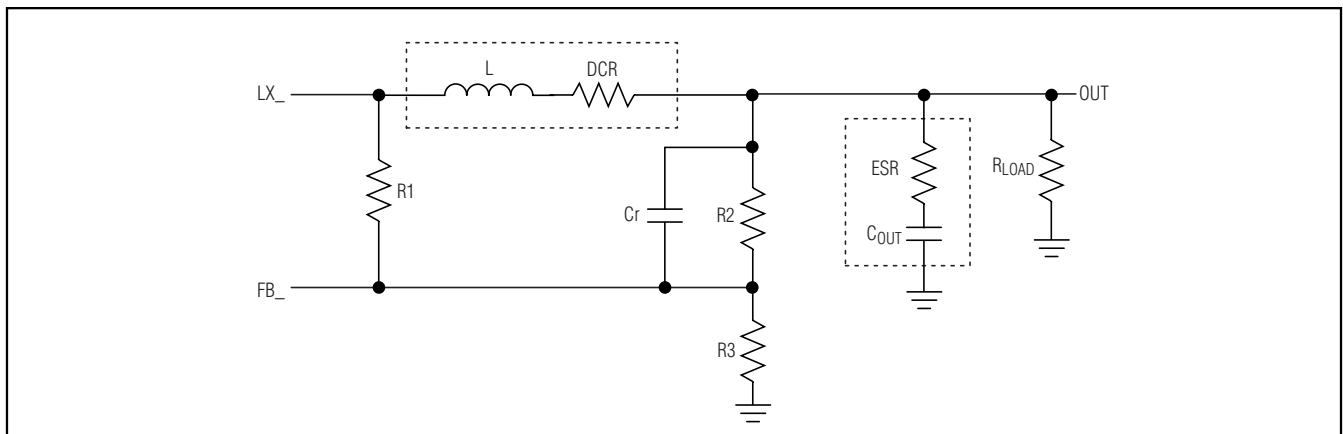 L
DCR
LX_
OUT
R1
Cr
R2
ESR
COUT
RLOAD
FB_
R3